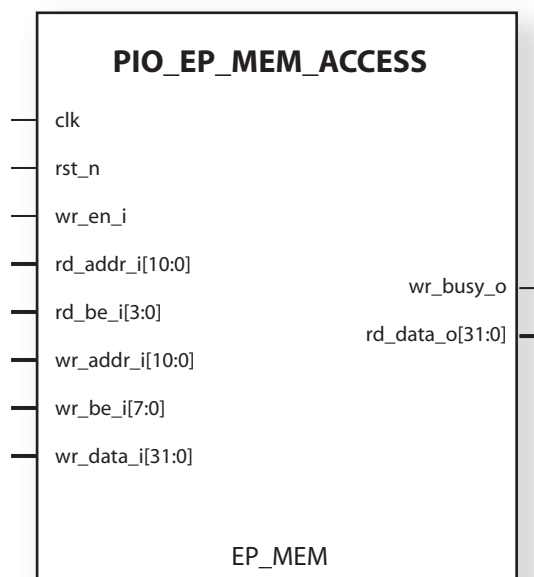 PIO_EP_MEM_ACCESS
clk
rst_n
wr_en_i
rd_addr_i[10:0]
wr_busy_o
rd_be_i[3:0]
rd_data_o[31:0]
wr_addr_i[10:0]
wr_be_i[7:0]
wr_data_i[31:0]
EP_MEM